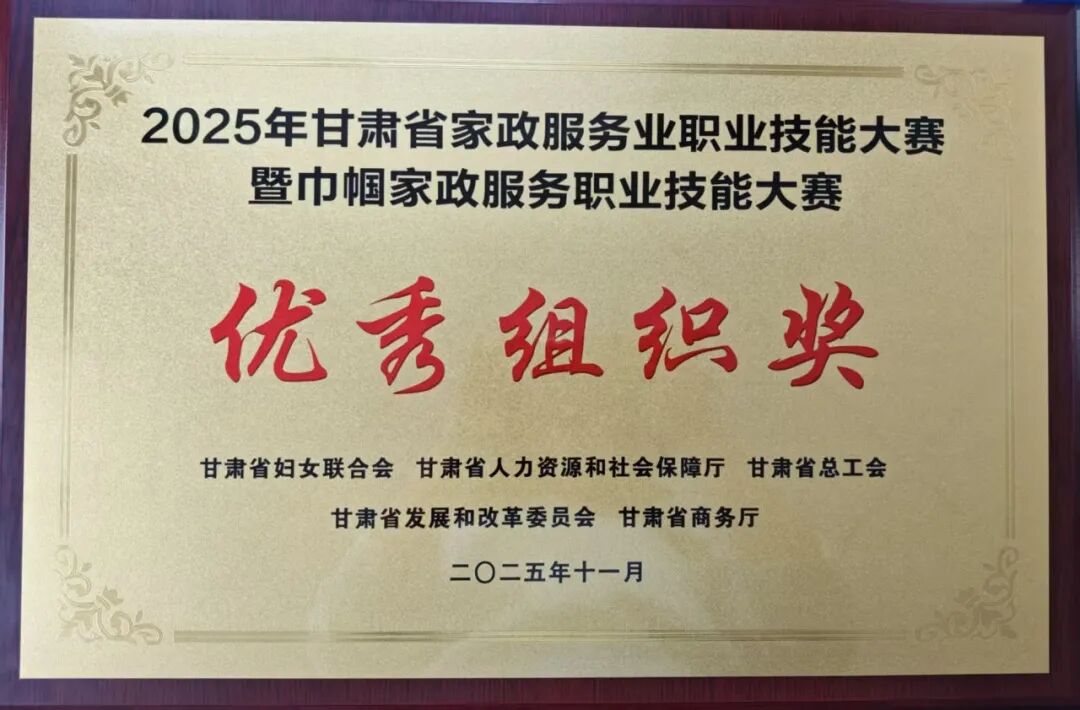 2025年甘肃省家政服务业职业技能大赛
暨巾帼家政服务职业技能大赛
优秀组织奖
甘肃省妇女联合会 甘肃省人力资源和社会保障厅 甘肃省总工会
甘肃省发展和改革委员会 甘肃省商务厅
二〇二五年十一月